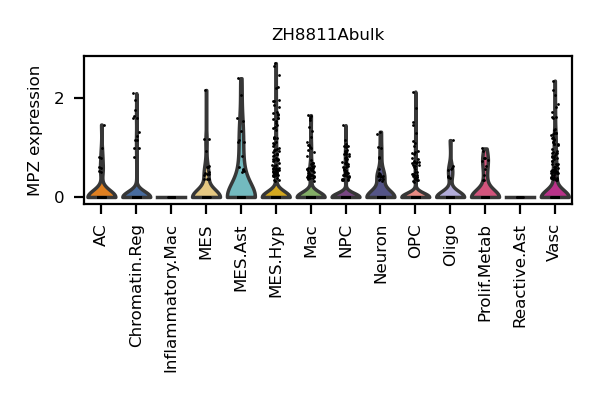 ZH8811Abulk
MPZ expression
2
0
AC
Chromatin.Reg
Inflammatory.Mac
MES
MES.Ast
MES.Hyp
Mac
NPC
Neuron
OPC
Oligo
Prolif.Metab
Reactive.Ast
Vasc